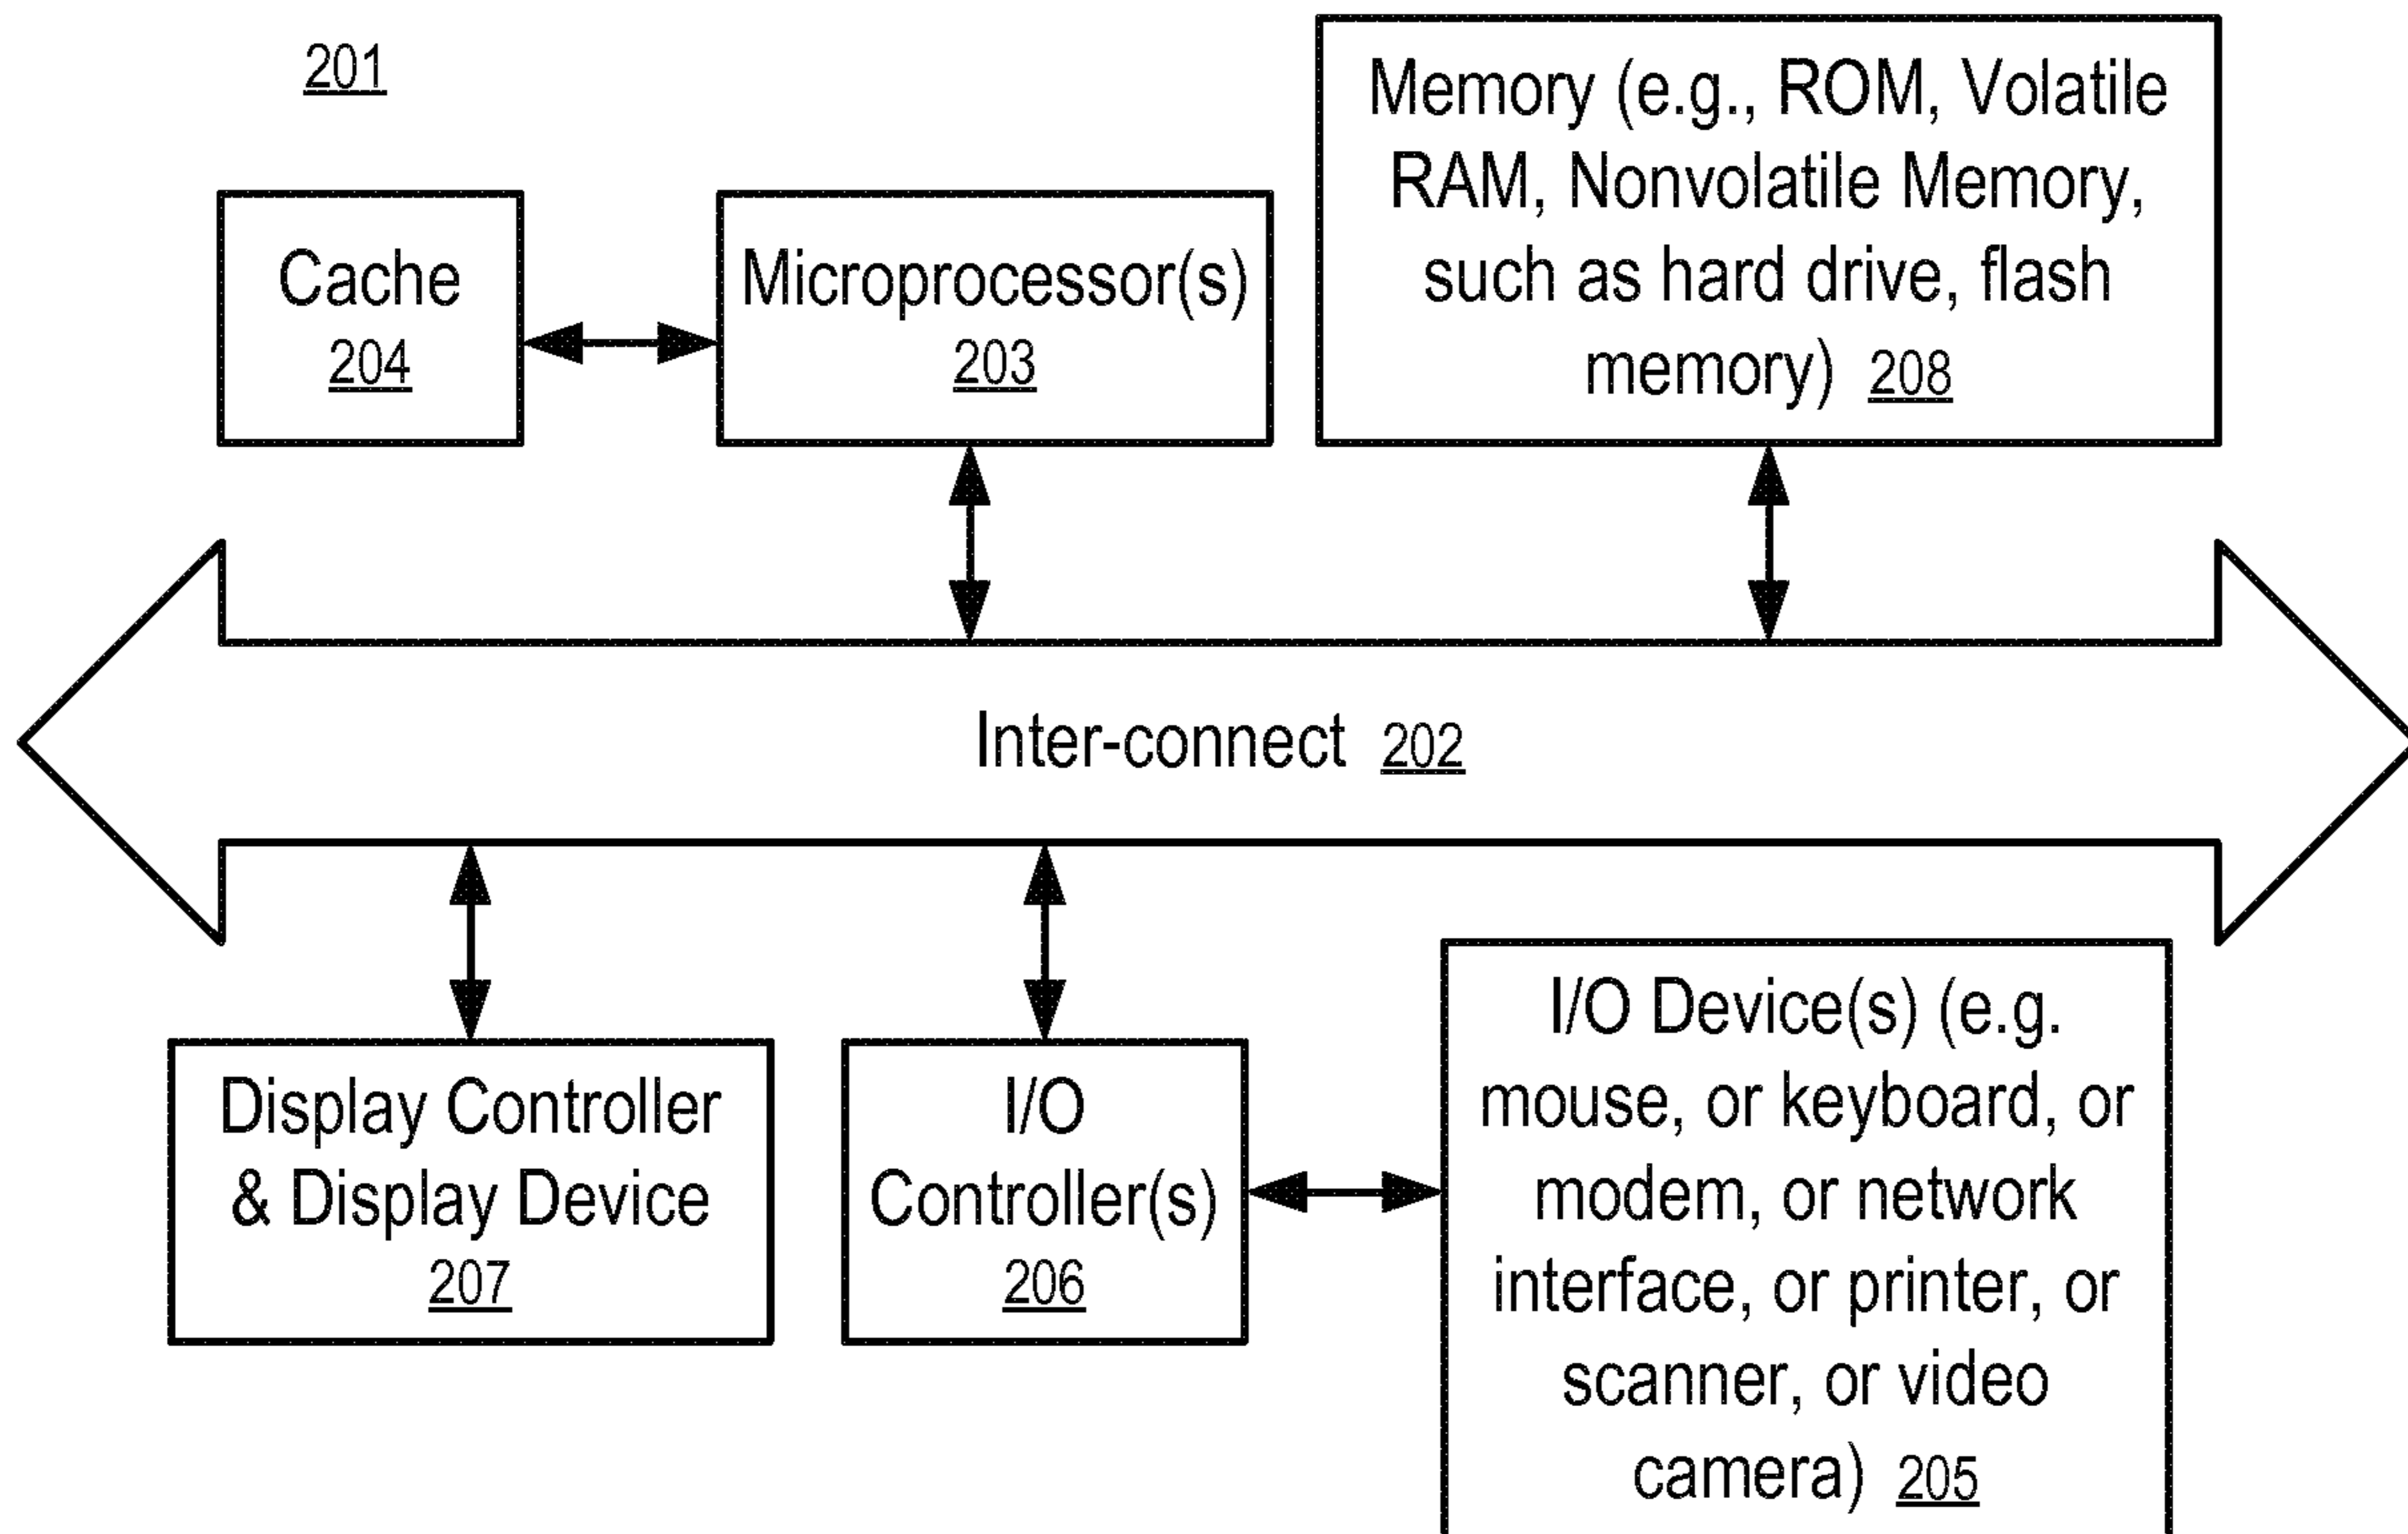 201
Cache
204
Microprocessor(s)
203
Memory (e.g., ROM, Volatile
RAM, Nonvolatile Memory,
such as hard drive, flash
memory) 208
Inter-connect 202
Display Controller
& Display Device
207
I/O
Controller(s)
206
I/O Device(s) (e.g.
mouse, or keyboard, or
modem, or network
interface, or printer, or
scanner, or video
camera) 205